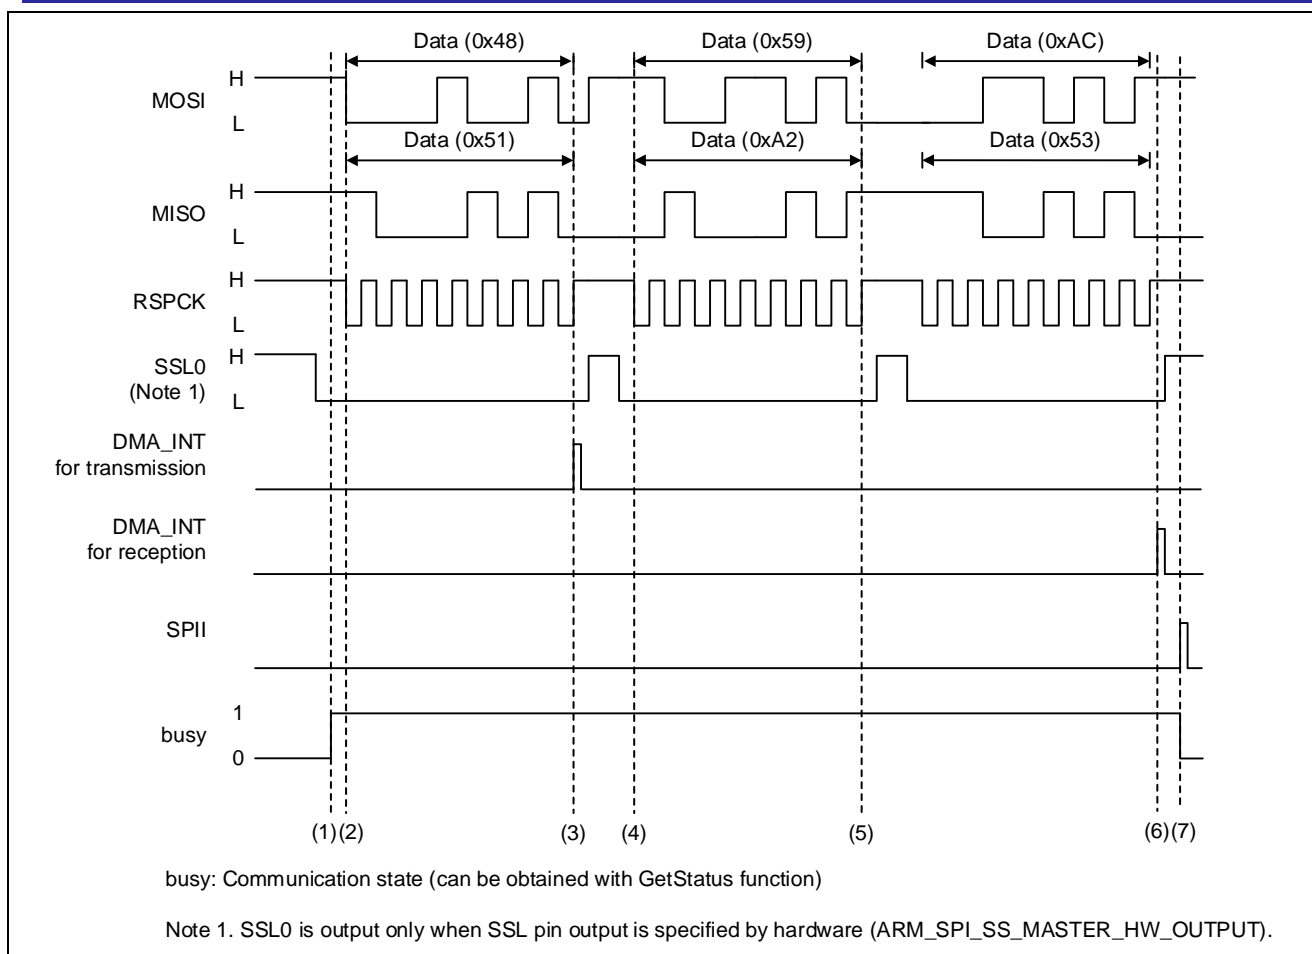 Data (0x48) Data (0x59) Data (0xAC)
H
MOSI
L
Data (0x51) Data (0xA2) Data (0x53)
H
MISO
L
H
RSPCK
L
H
SSL0
(Note 1)
L
DMA_INT
for transmission
DMA_INT
for reception
SPII
1
busy
0
(1) (2) (3) (4) (5) (6) (7)
busy: Communication state (can be obtained with GetStatus function)
Note 1. SSL0 is output only when SSL pin output is specified by hardware (ARM_SPI_SS_MASTER_HW_OUTPUT).